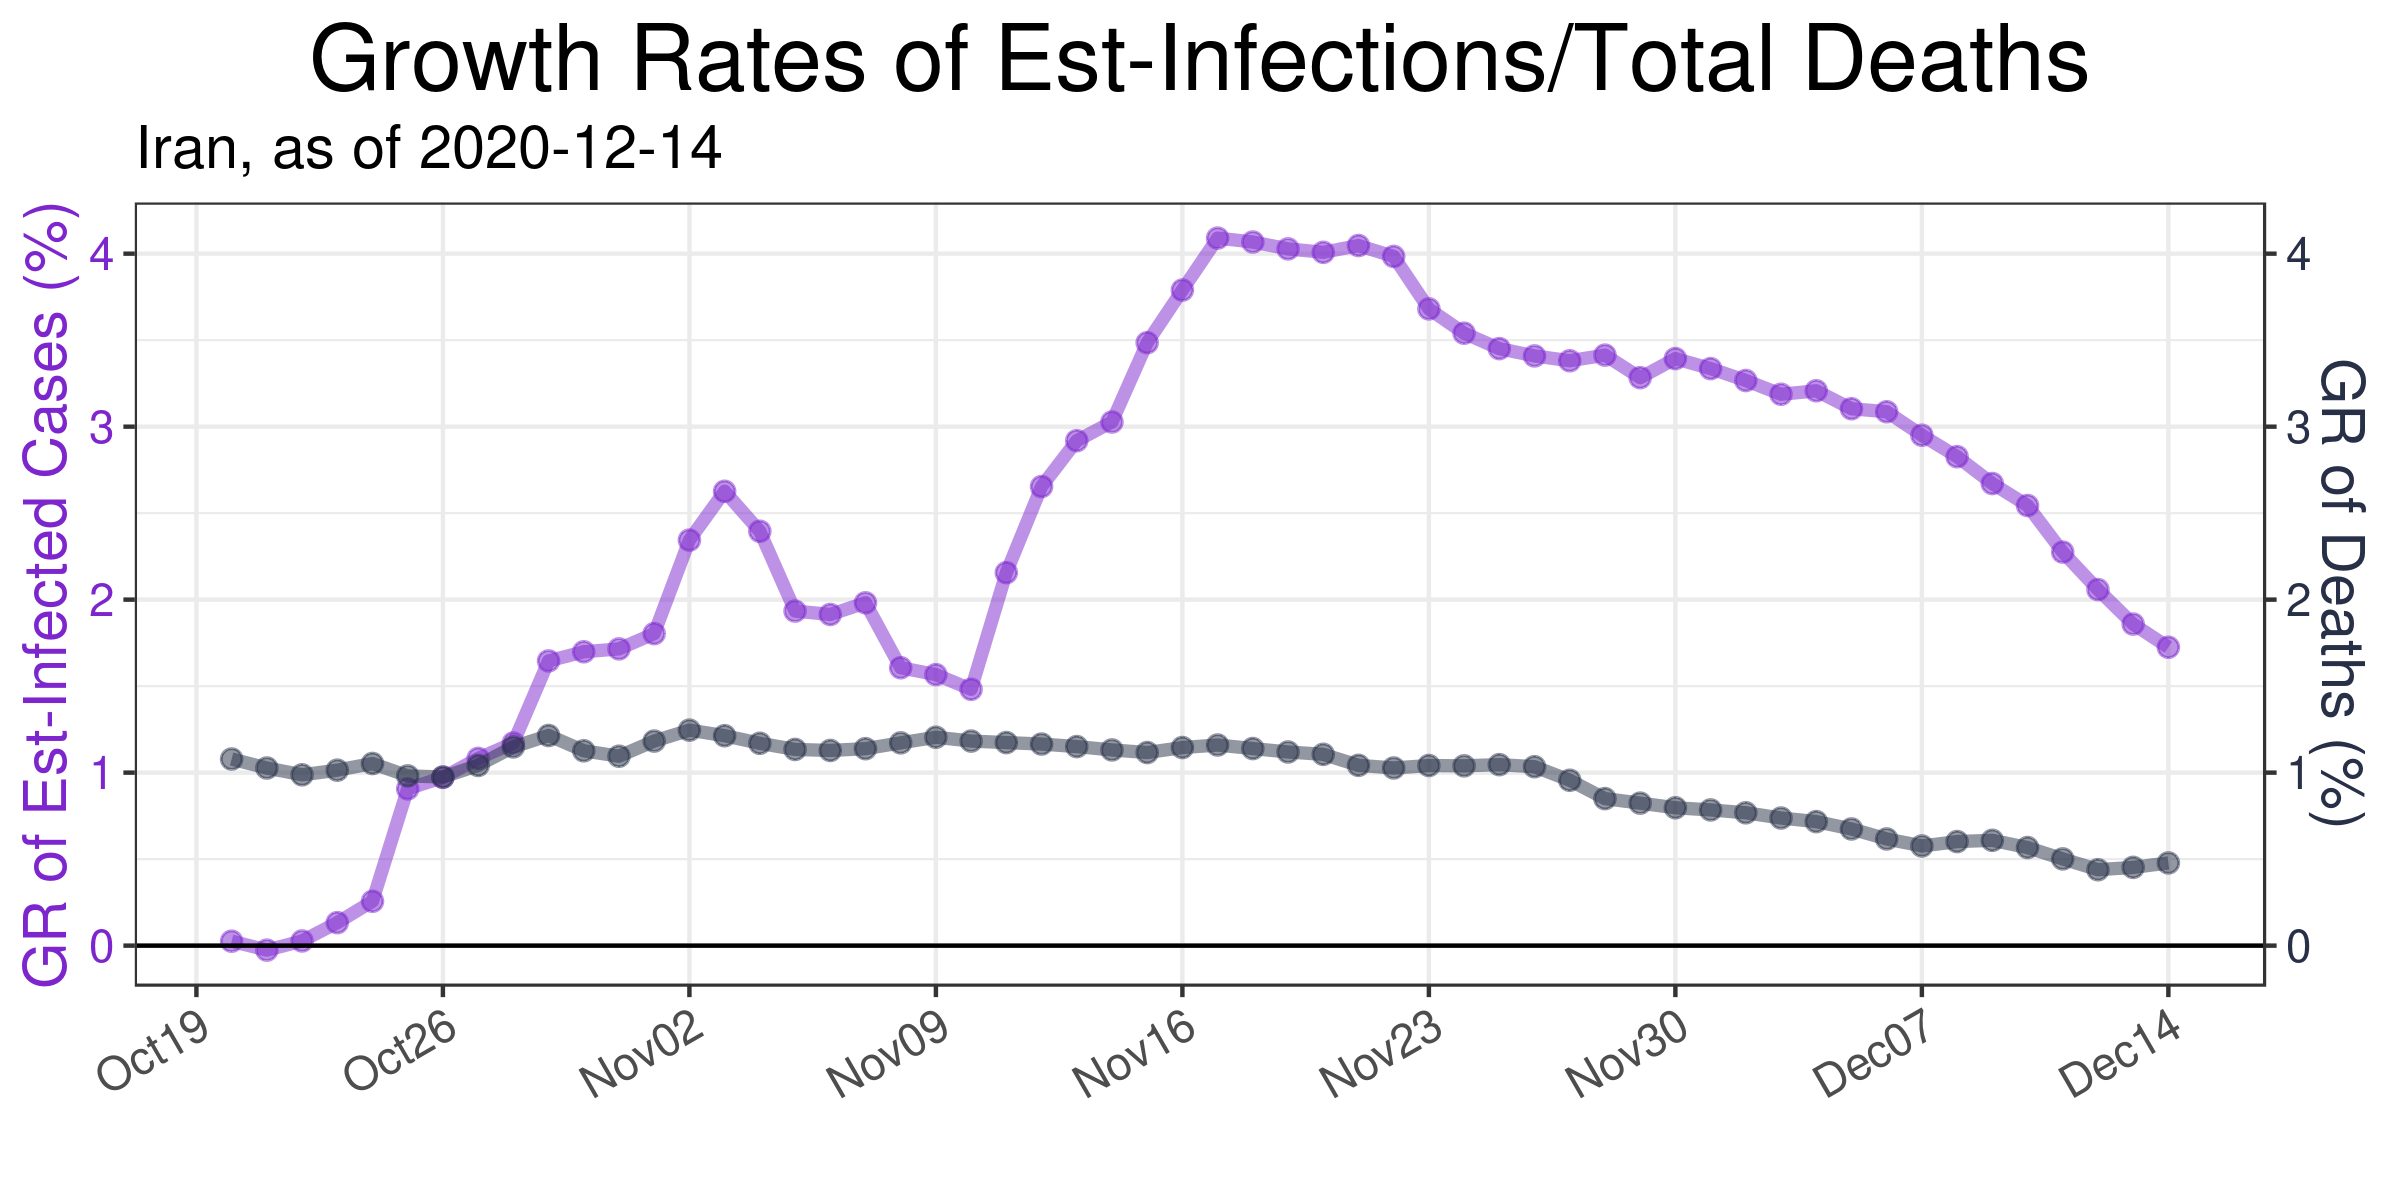 Growth Rates of Est-Infections/Total Deaths
Iran, as of 2020-12-14
GR of Est-Infected Cases (%)
4
3
2
1
0
4
3
2
1
0
GR of Deaths (%)
Oct19
Oct26
Nov02
Nov09
Nov16
Nov23
Nov30
Dec07
Dec14